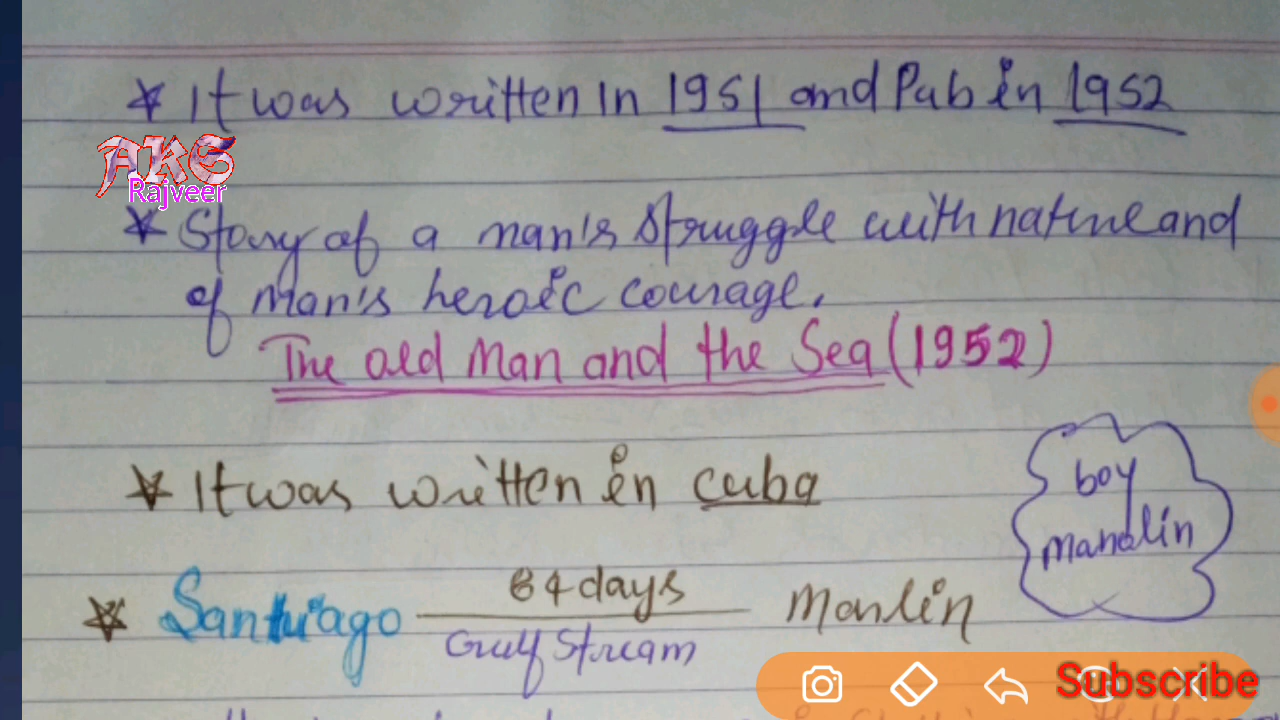 ★ It was written in 1951 and Pub in 1952
AKS
Rajveer
★ Story of a man's struggle with nature and
of man's heroic courage.
The old Man and the Sea (1952)
★ It was written in Cuba
boy
manolin
★ Santiago 84 days Marlin
Gulf Stream
Subscribe